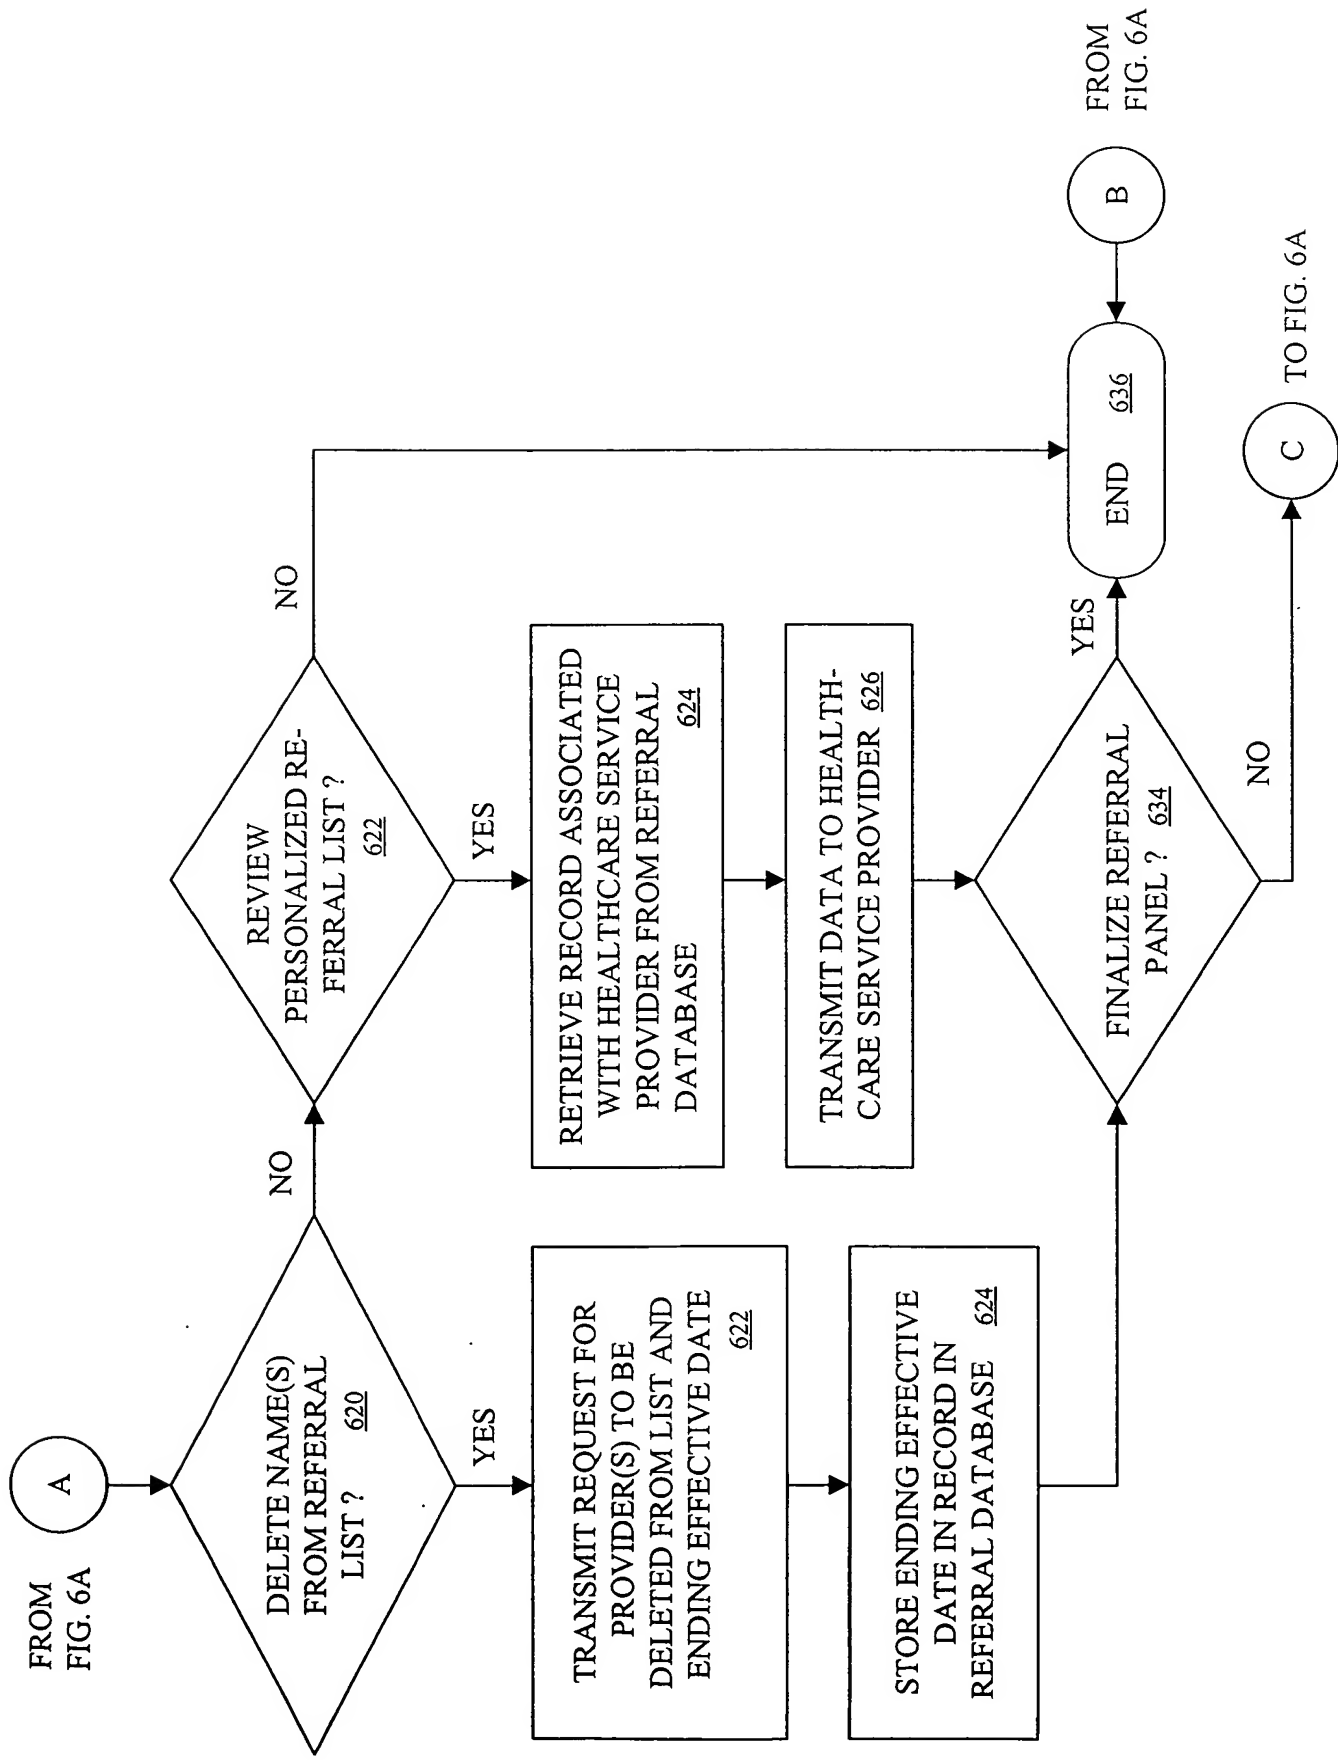 FROM
FIG. 6A
A
DELETE NAME(S)
FROM REFERRAL
LIST ? 620
NO
YES
TRANSMIT REQUEST FOR
PROVIDER(S) TO BE
DELETED FROM LIST AND
ENDING EFFECTIVE DATE
622
STORE ENDING EFFECTIVE
DATE IN RECORD IN
REFERRAL DATABASE 624
REVIEW
PERSONALIZED RE-
FERRAL LIST ?
622
NO
YES
RETRIEVE RECORD ASSOCIATED
WITH HEALTHCARE SERVICE
PROVIDER FROM REFERRAL
DATABASE 624
TRANSMIT DATA TO HEALTH-
CARE SERVICE PROVIDER 626
FINALIZE REFERRAL
PANEL ? 634
YES
NO
END 636
B
FROM
FIG. 6A
C
TO FIG. 6A